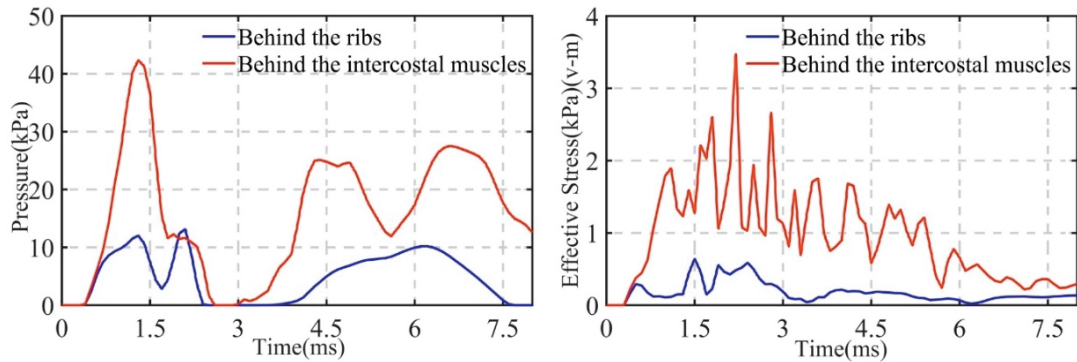 50
40
30
20
10
0
Pressure(kPa)
Behind the ribs
Behind the intercostal muscles
0 1.5 3 4.5 6 7.5
Time(ms)
4
3
2
1
0
Effective Stress(kPa)(v-m)
Behind the ribs
Behind the intercostal muscles
0 1.5 3 4.5 6 7.5
Time(ms)